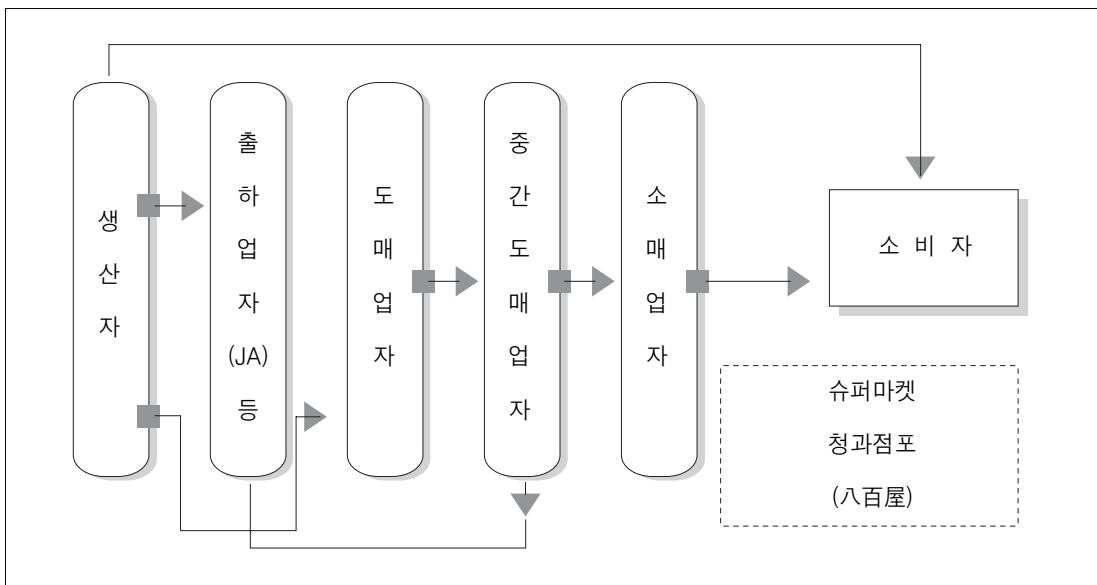 생산자
출하업자(JA)등
도매업자
중간도매업자
소매업자
소 비 자
슈퍼마켓
청과점포
(八百屋)